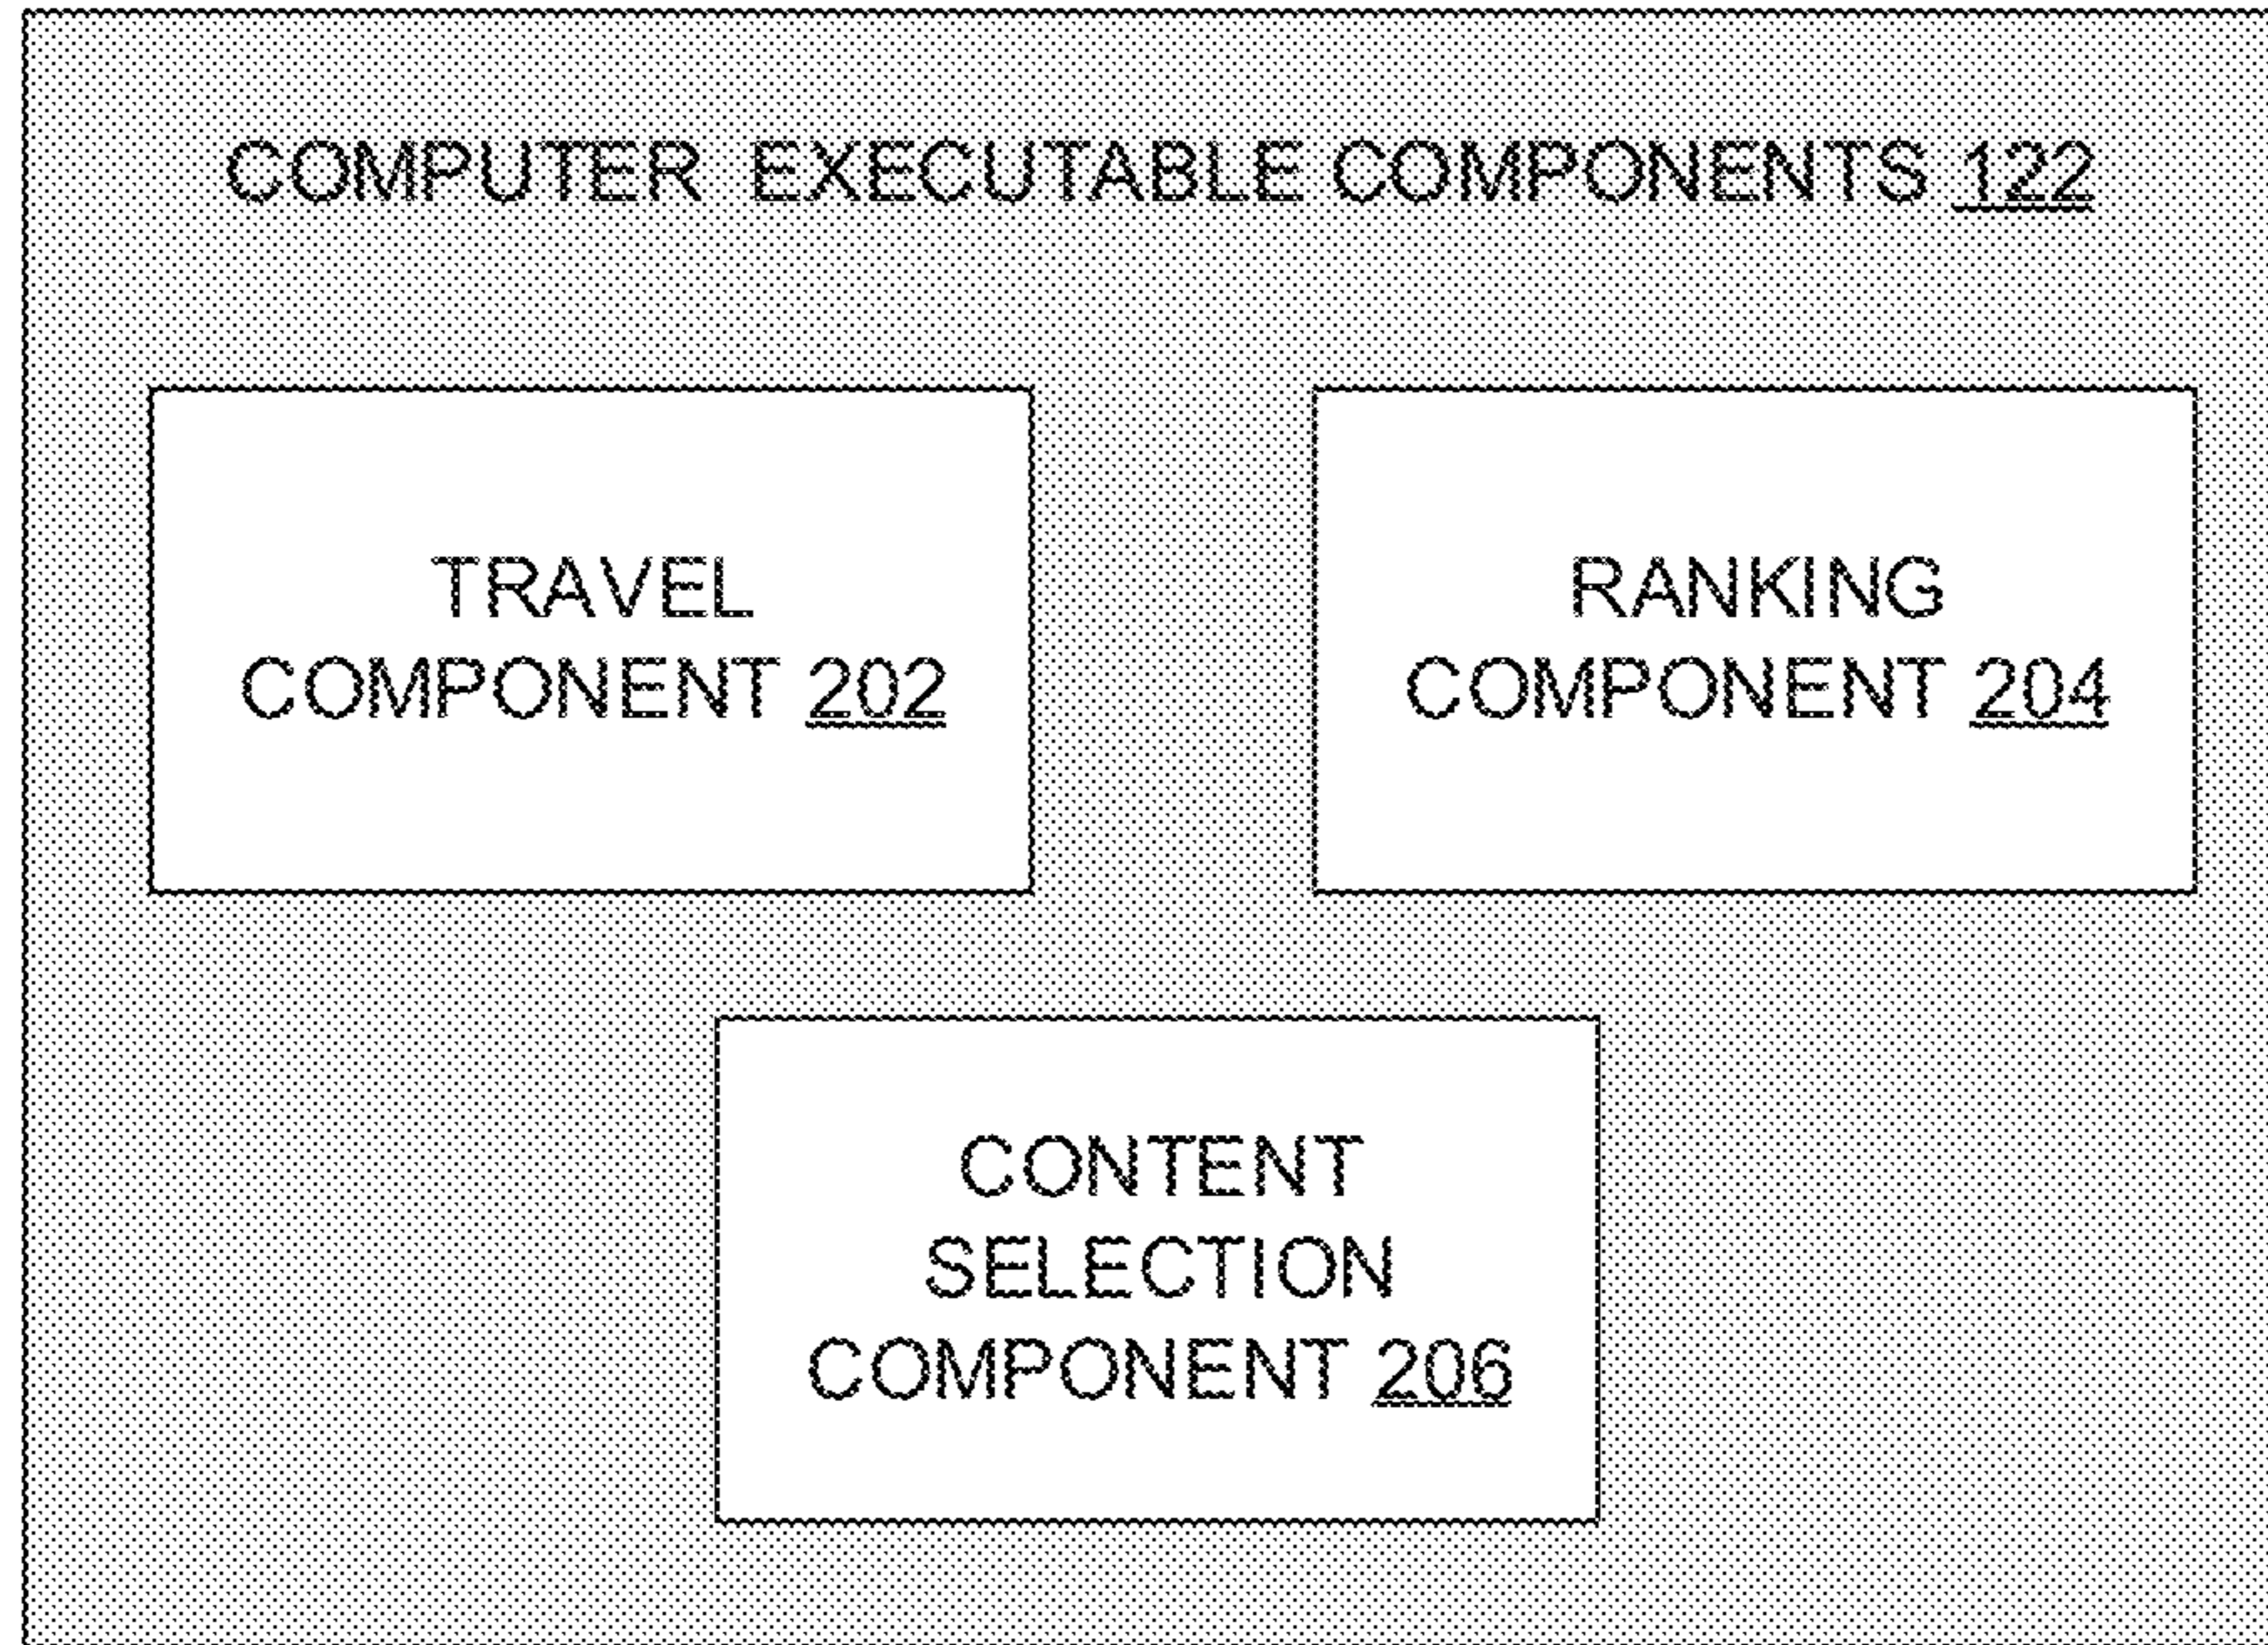 COMPUTER EXECUTABLE COMPONENTS 122
TRAVEL
COMPONENT 202
RANKING
COMPONENT 204
CONTENT
SELECTION
COMPONENT 206